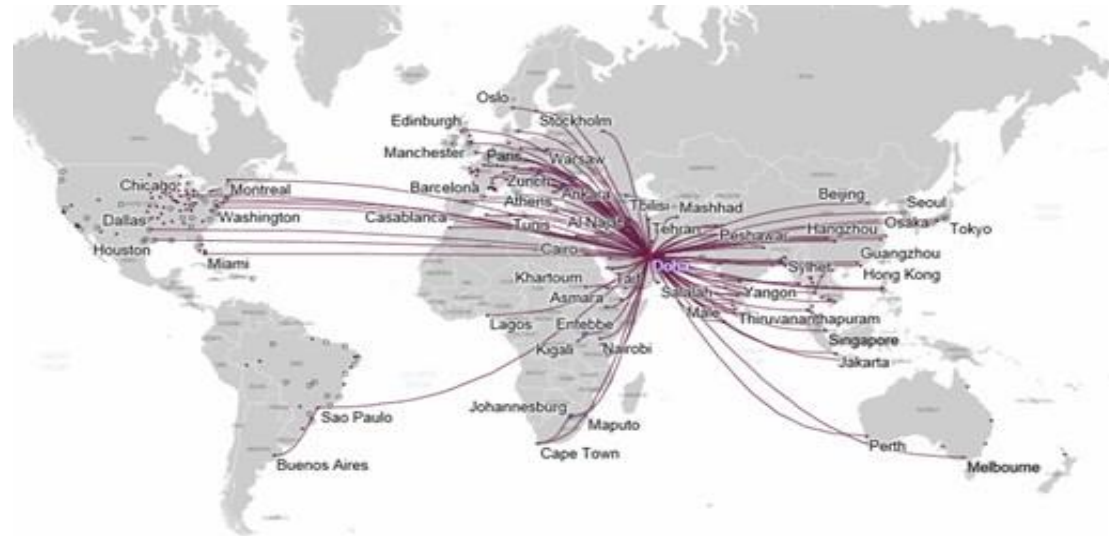 Oslo
Edinburgh
Stockholm
Manchester
Paris
Warsaw
Chicago
Montreal
Barcelona
Zurich
Ankara
Tbilisi
Mashhad
Beijing
Seoul
Dallas
Washington
Casablanca
Athens
Tunis
Al Najaf
Tehran
Peshawar
Hangzhou
Osaka
Tokyo
Houston
Miami
Cairo
Doha
Sylhet
Guangzhou
Hong Kong
Khartoum
Taif
Asmara
Salalah
Yangon
Lagos
Entebbe
Male
Thiruvananthapuram
Kigali
Nairobi
Singapore
Jakarta
Johannesburg
Maputo
Sao Paulo
Cape Town
Buenos Aires
Perth
Melbourne